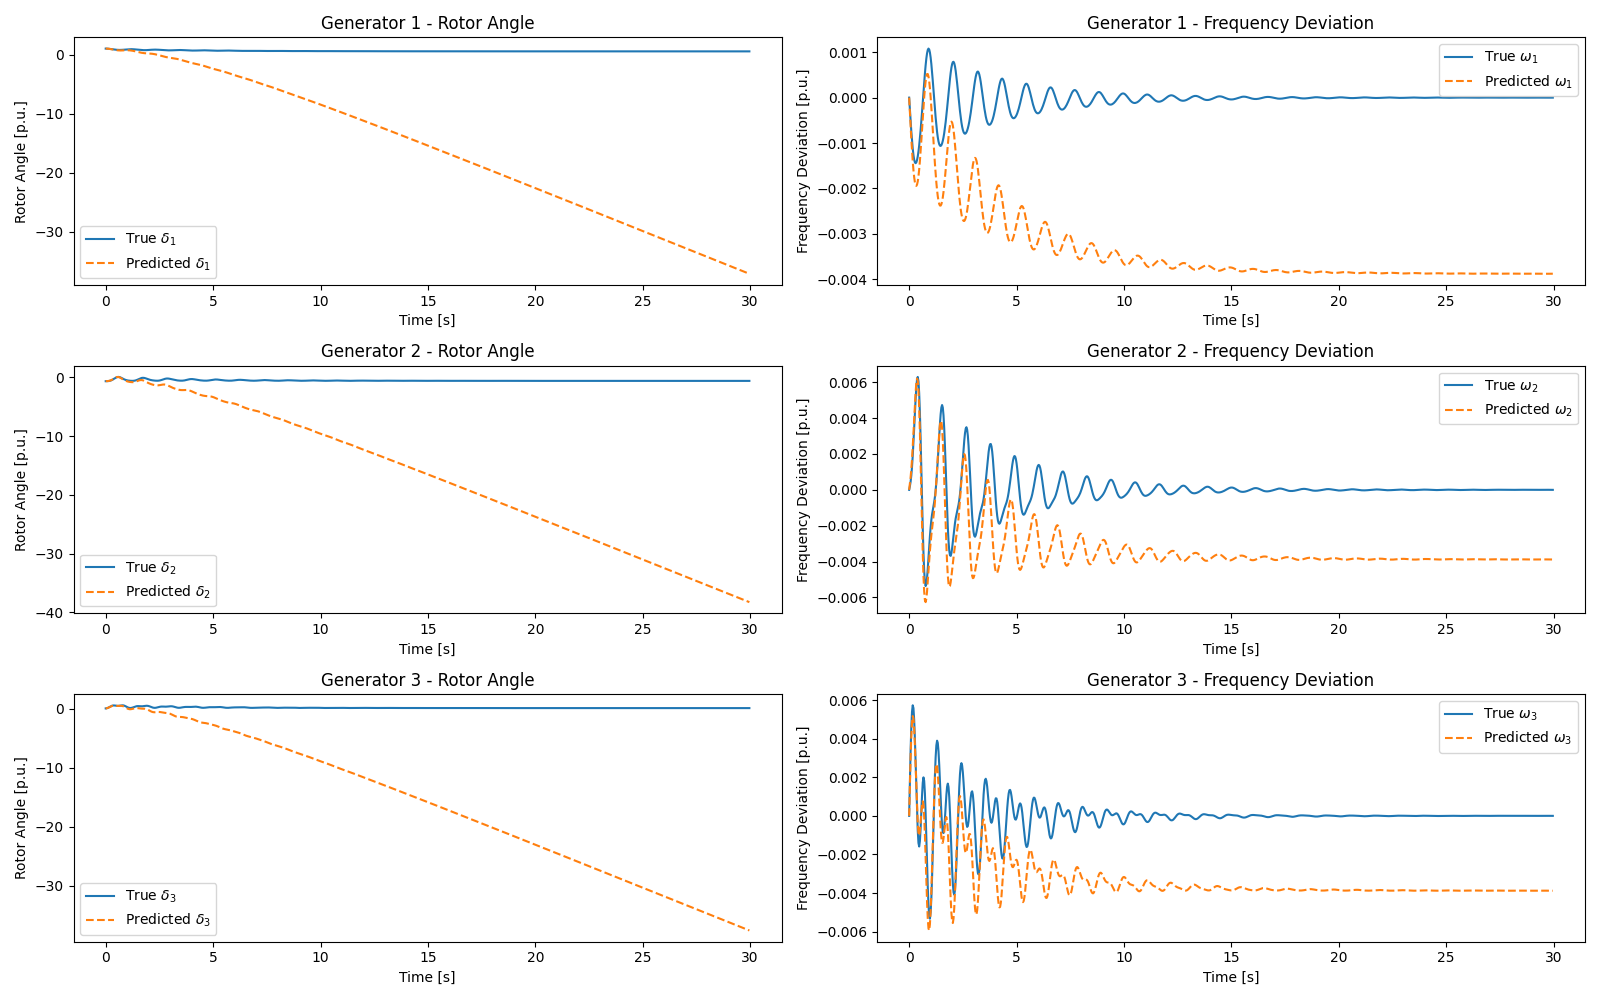 Generator 1 - Rotor Angle
0
−10
−20
−30
Rotor Angle [p.u.]
True δ1
Predicted δ1
0 5 10 15 20 25 30
Time [s]
Generator 1 - Frequency Deviation
0.001
0.000
−0.001
−0.002
−0.003
−0.004
Frequency Deviation [p.u.]
True ω1
Predicted ω1
0 5 10 15 20 25 30
Time [s]
Generator 2 - Rotor Angle
0
−10
−20
−30
−40
Rotor Angle [p.u.]
True δ2
Predicted δ2
0 5 10 15 20 25 30
Time [s]
Generator 2 - Frequency Deviation
0.006
0.004
0.002
0.000
−0.002
−0.004
−0.006
Frequency Deviation [p.u.]
True ω2
Predicted ω2
0 5 10 15 20 25 30
Time [s]
Generator 3 - Rotor Angle
0
−10
−20
−30
Rotor Angle [p.u.]
True δ3
Predicted δ3
0 5 10 15 20 25 30
Time [s]
Generator 3 - Frequency Deviation
0.006
0.004
0.002
0.000
−0.002
−0.004
−0.006
Frequency Deviation [p.u.]
True ω3
Predicted ω3
0 5 10 15 20 25 30
Time [s]